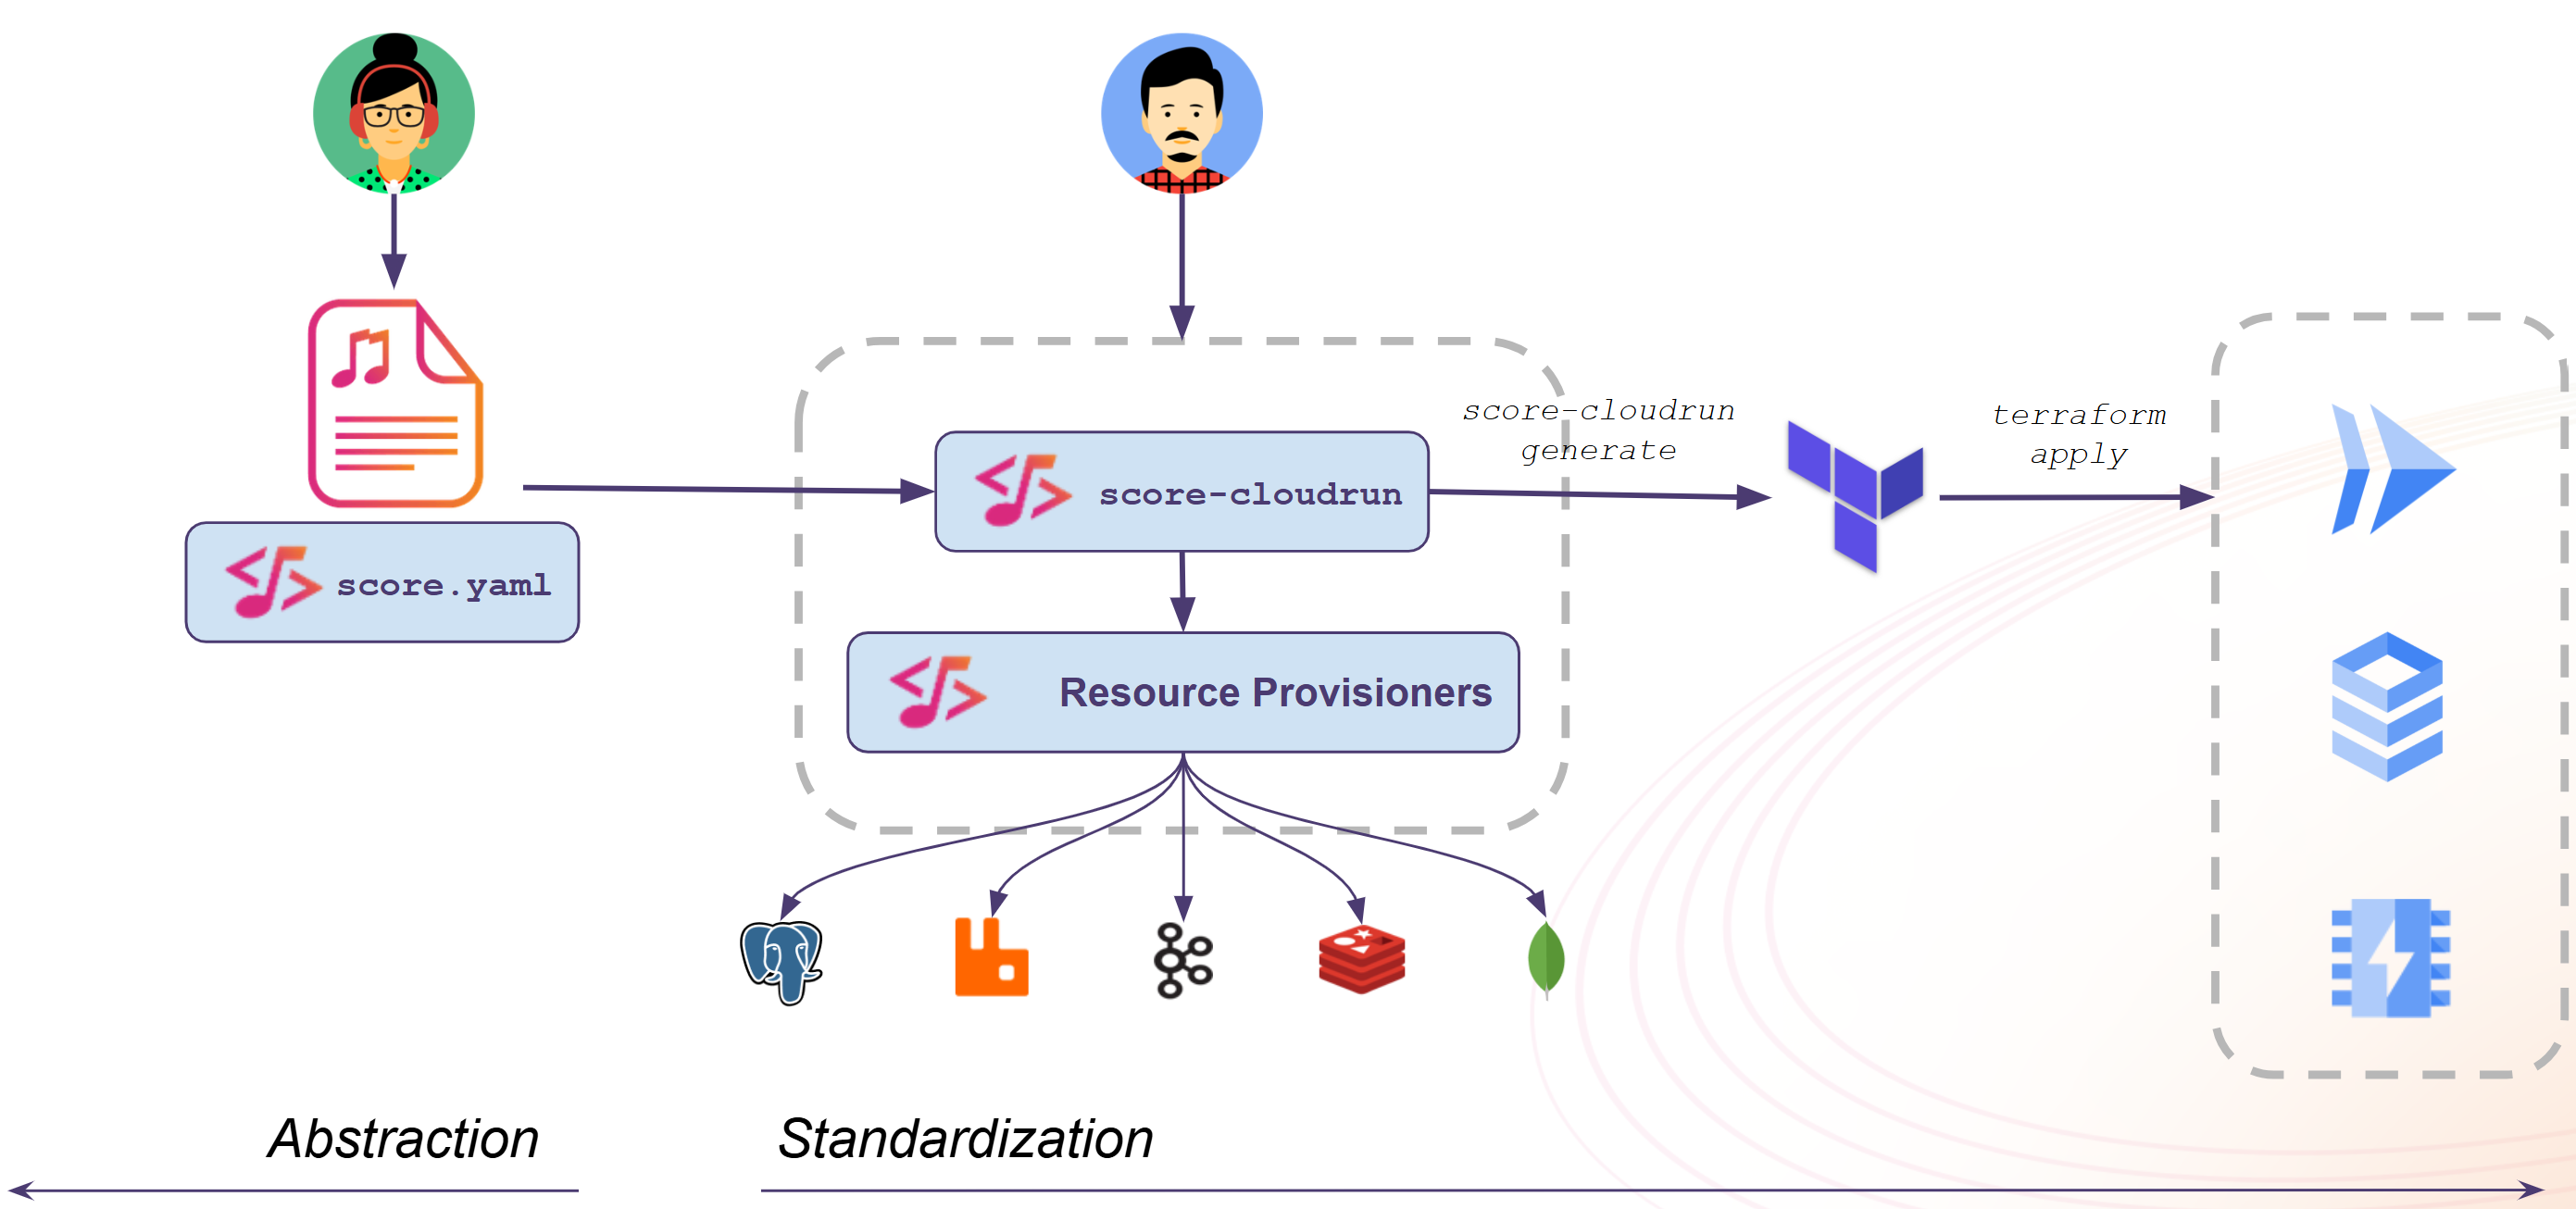 score-cloudrun
generate
terraform
apply
score-cloudrun
score.yaml
Resource Provisioners
Abstraction
Standardization